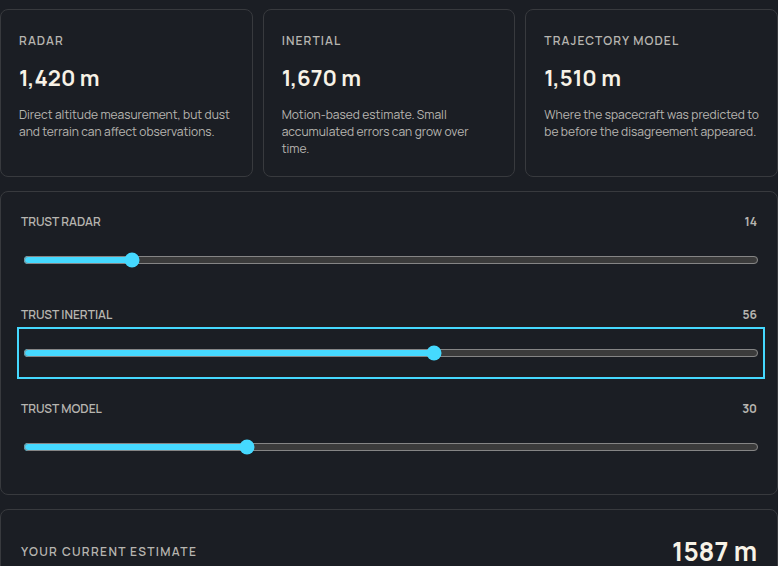 RADAR
1,420 m
Direct altitude measurement, but dust
and terrain can affect observations.
INERTIAL
1,670 m
Motion-based estimate. Small
accumulated errors can grow over
time.
TRAJECTORY MODEL
1,510 m
Where the spacecraft was predicted to
be before the disagreement appeared.
TRUST RADAR 14
TRUST INERTIAL 56
TRUST MODEL 30
YOUR CURRENT ESTIMATE 1587 m